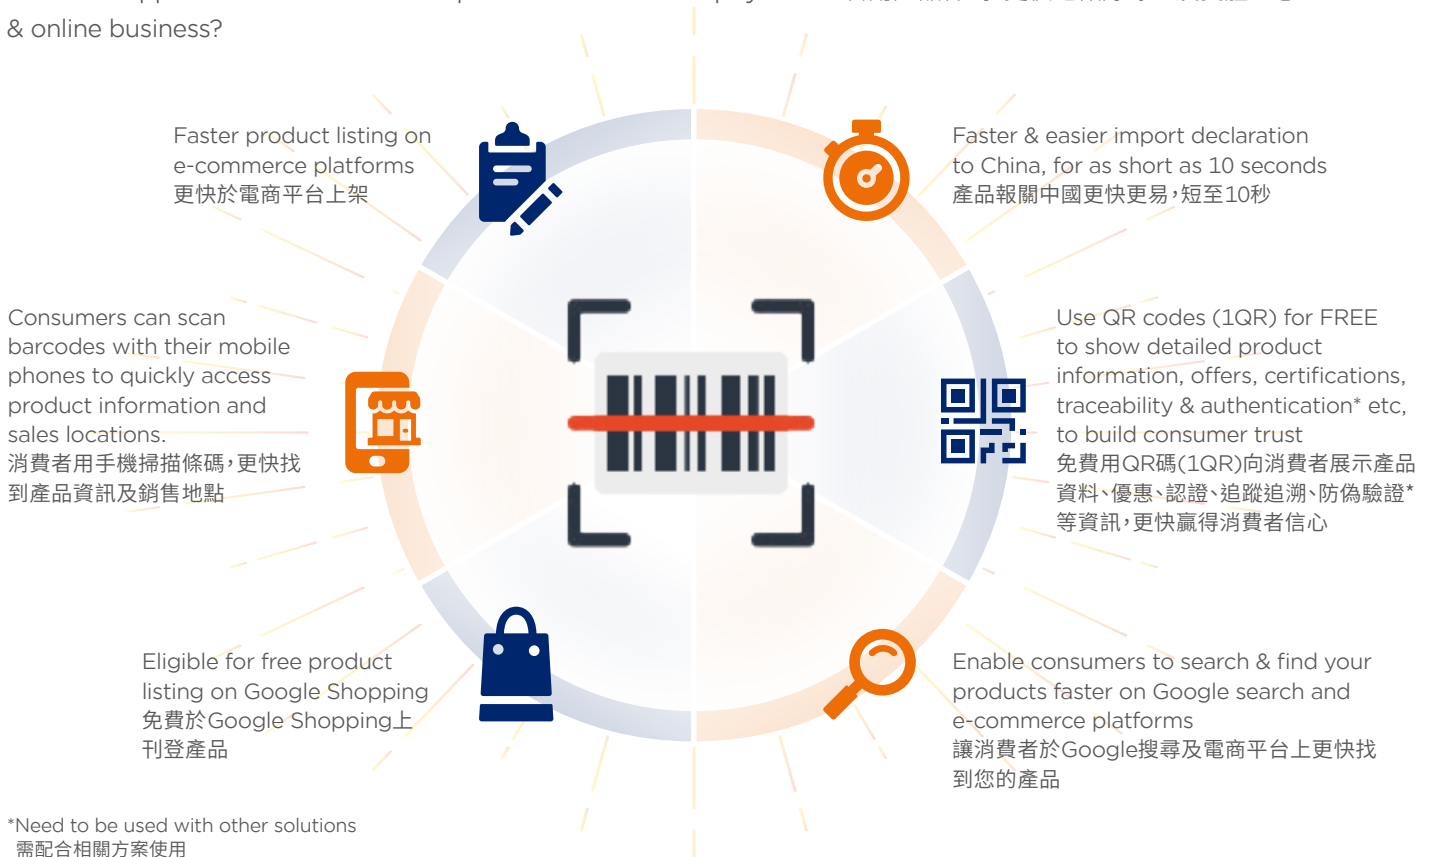 & online business?
Faster product listing on
e-commerce platforms
更快於電商平台上架
Faster & easier import declaration
to China, for as short as 10 seconds
產品報關中國更快更易，短至10秒
Consumers can scan
barcodes with their mobile
phones to quickly access
product information and
sales locations.
消費者用手機掃描條碼，更快找
到產品資訊及銷售地點
Use QR codes (1QR) for FREE
to show detailed product
information, offers, certifications,
traceability & authentication* etc,
to build consumer trust
免費用QR碼(1QR)向消費者展示產品
資料、優惠、認證、追蹤追溯、防偽驗證*
等資訊，更快贏得消費者信心
Eligible for free product
listing on Google Shopping
免費於Google Shopping上
刊登產品
Enable consumers to search & find your
products faster on Google search and
e-commerce platforms
讓消費者於Google搜尋及電商平台上更快找
到您的產品
*Need to be used with other solutions
需配合相關方案使用